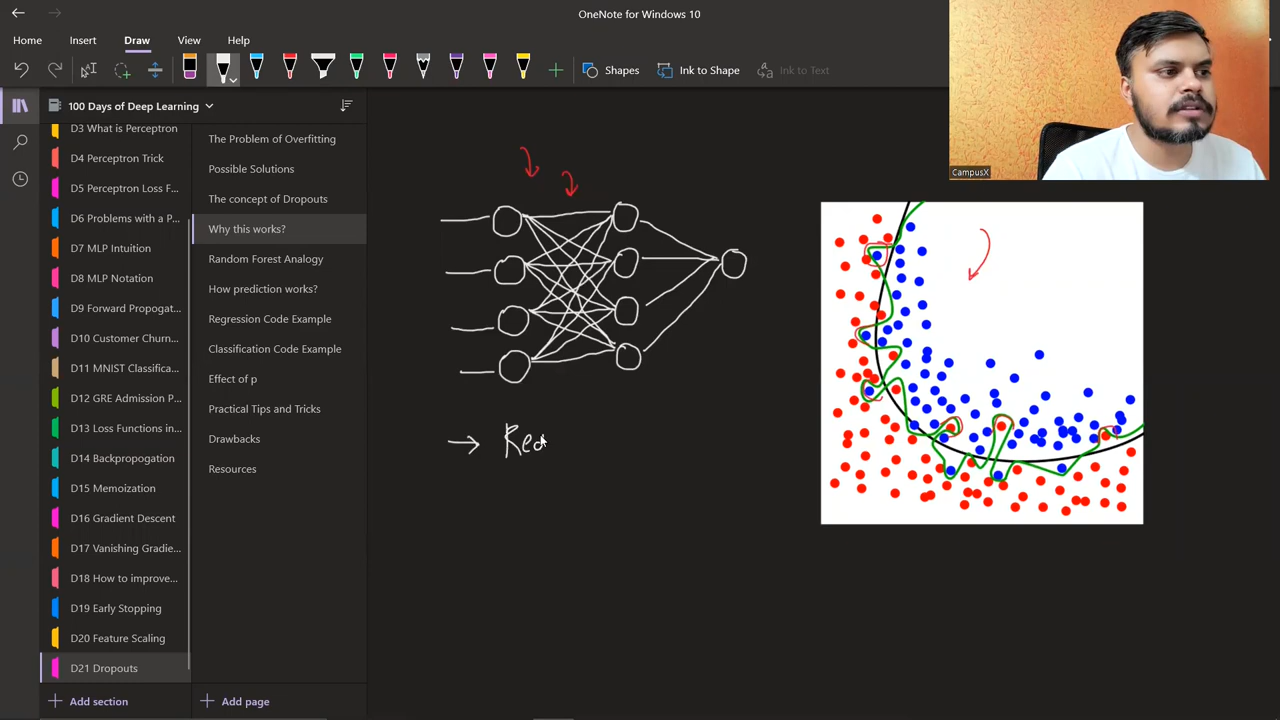 OneNote for Windows 10
Home Insert Draw View Help
Shapes Ink to Shape Ink to Text
CampusX
100 Days of Deep Learning
D3 What is Perceptron
D4 Perceptron Trick
D5 Perceptron Loss F...
D6 Problems with a P...
D7 MLP Intuition
D8 MLP Notation
D9 Forward Propogat...
D10 Customer Churn...
D11 MNIST Classifica...
D12 GRE Admission P...
D13 Loss Functions in...
D14 Backpropogation
D15 Memoization
D16 Gradient Descent
D17 Vanishing Gradie...
D18 How to improve...
D19 Early Stopping
D20 Feature Scaling
D21 Dropouts
Add section
The Problem of Overfitting
Possible Solutions
The concept of Dropouts
Why this works?
Random Forest Analogy
How prediction works?
Regression Code Example
Classification Code Example
Effect of p
Practical Tips and Tricks
Drawbacks
Resources
Add page
→ Rec